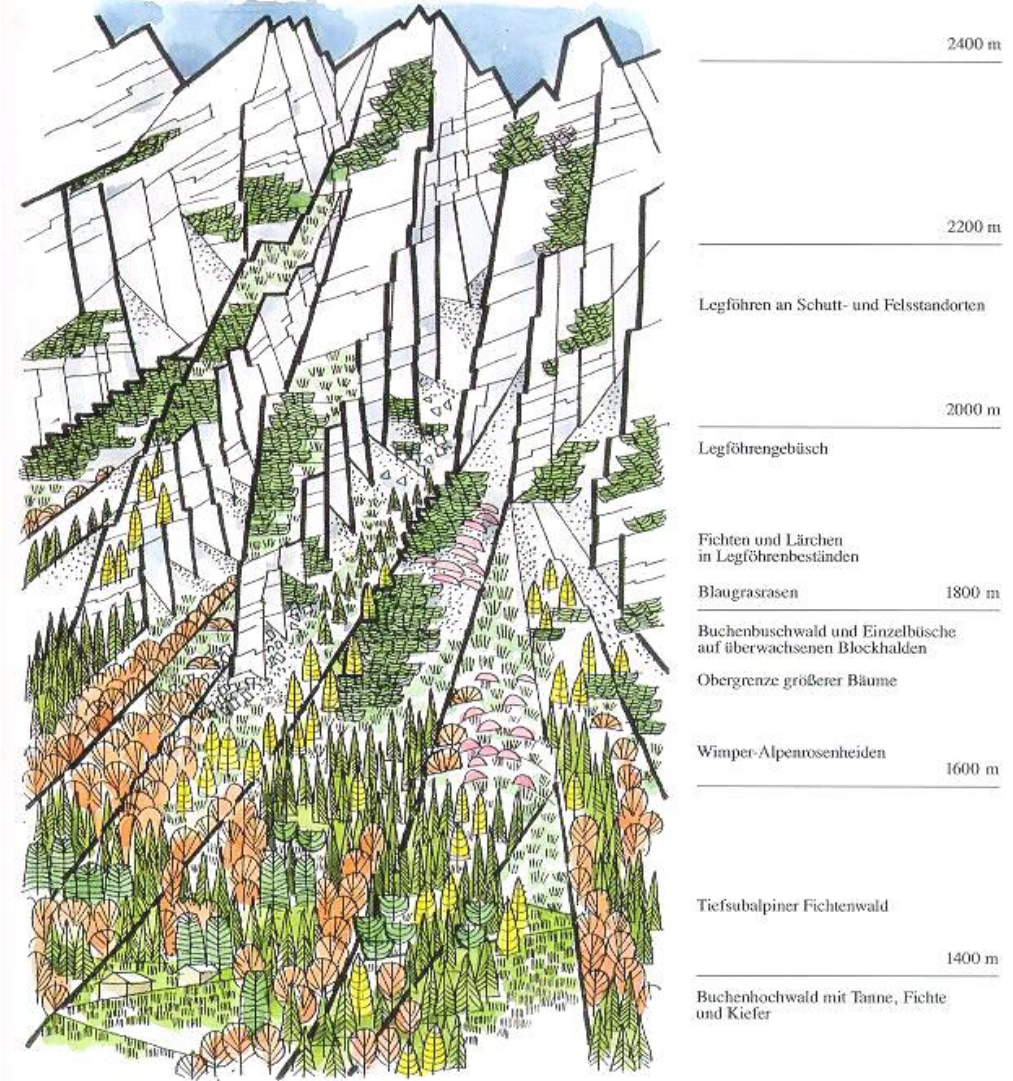 2400 m
2200 m
Legföhren an Schutt- und Felsstandorten
2000 m
Legföhrengebüsch
Fichten und Lärchen
in Legföhrenbeständen
Blaugrasrasen 1800 m
Buchenbuschwald und Einzelbüsche
auf überwachsenen Blockhalden
Obergrenze größerer Bäume
Wimper-Alpenrosenheiden
1600 m
Tiefsubalpiner Fichtenwald
1400 m
Buchenhochwald mit Tanne, Fichte
und Kiefer